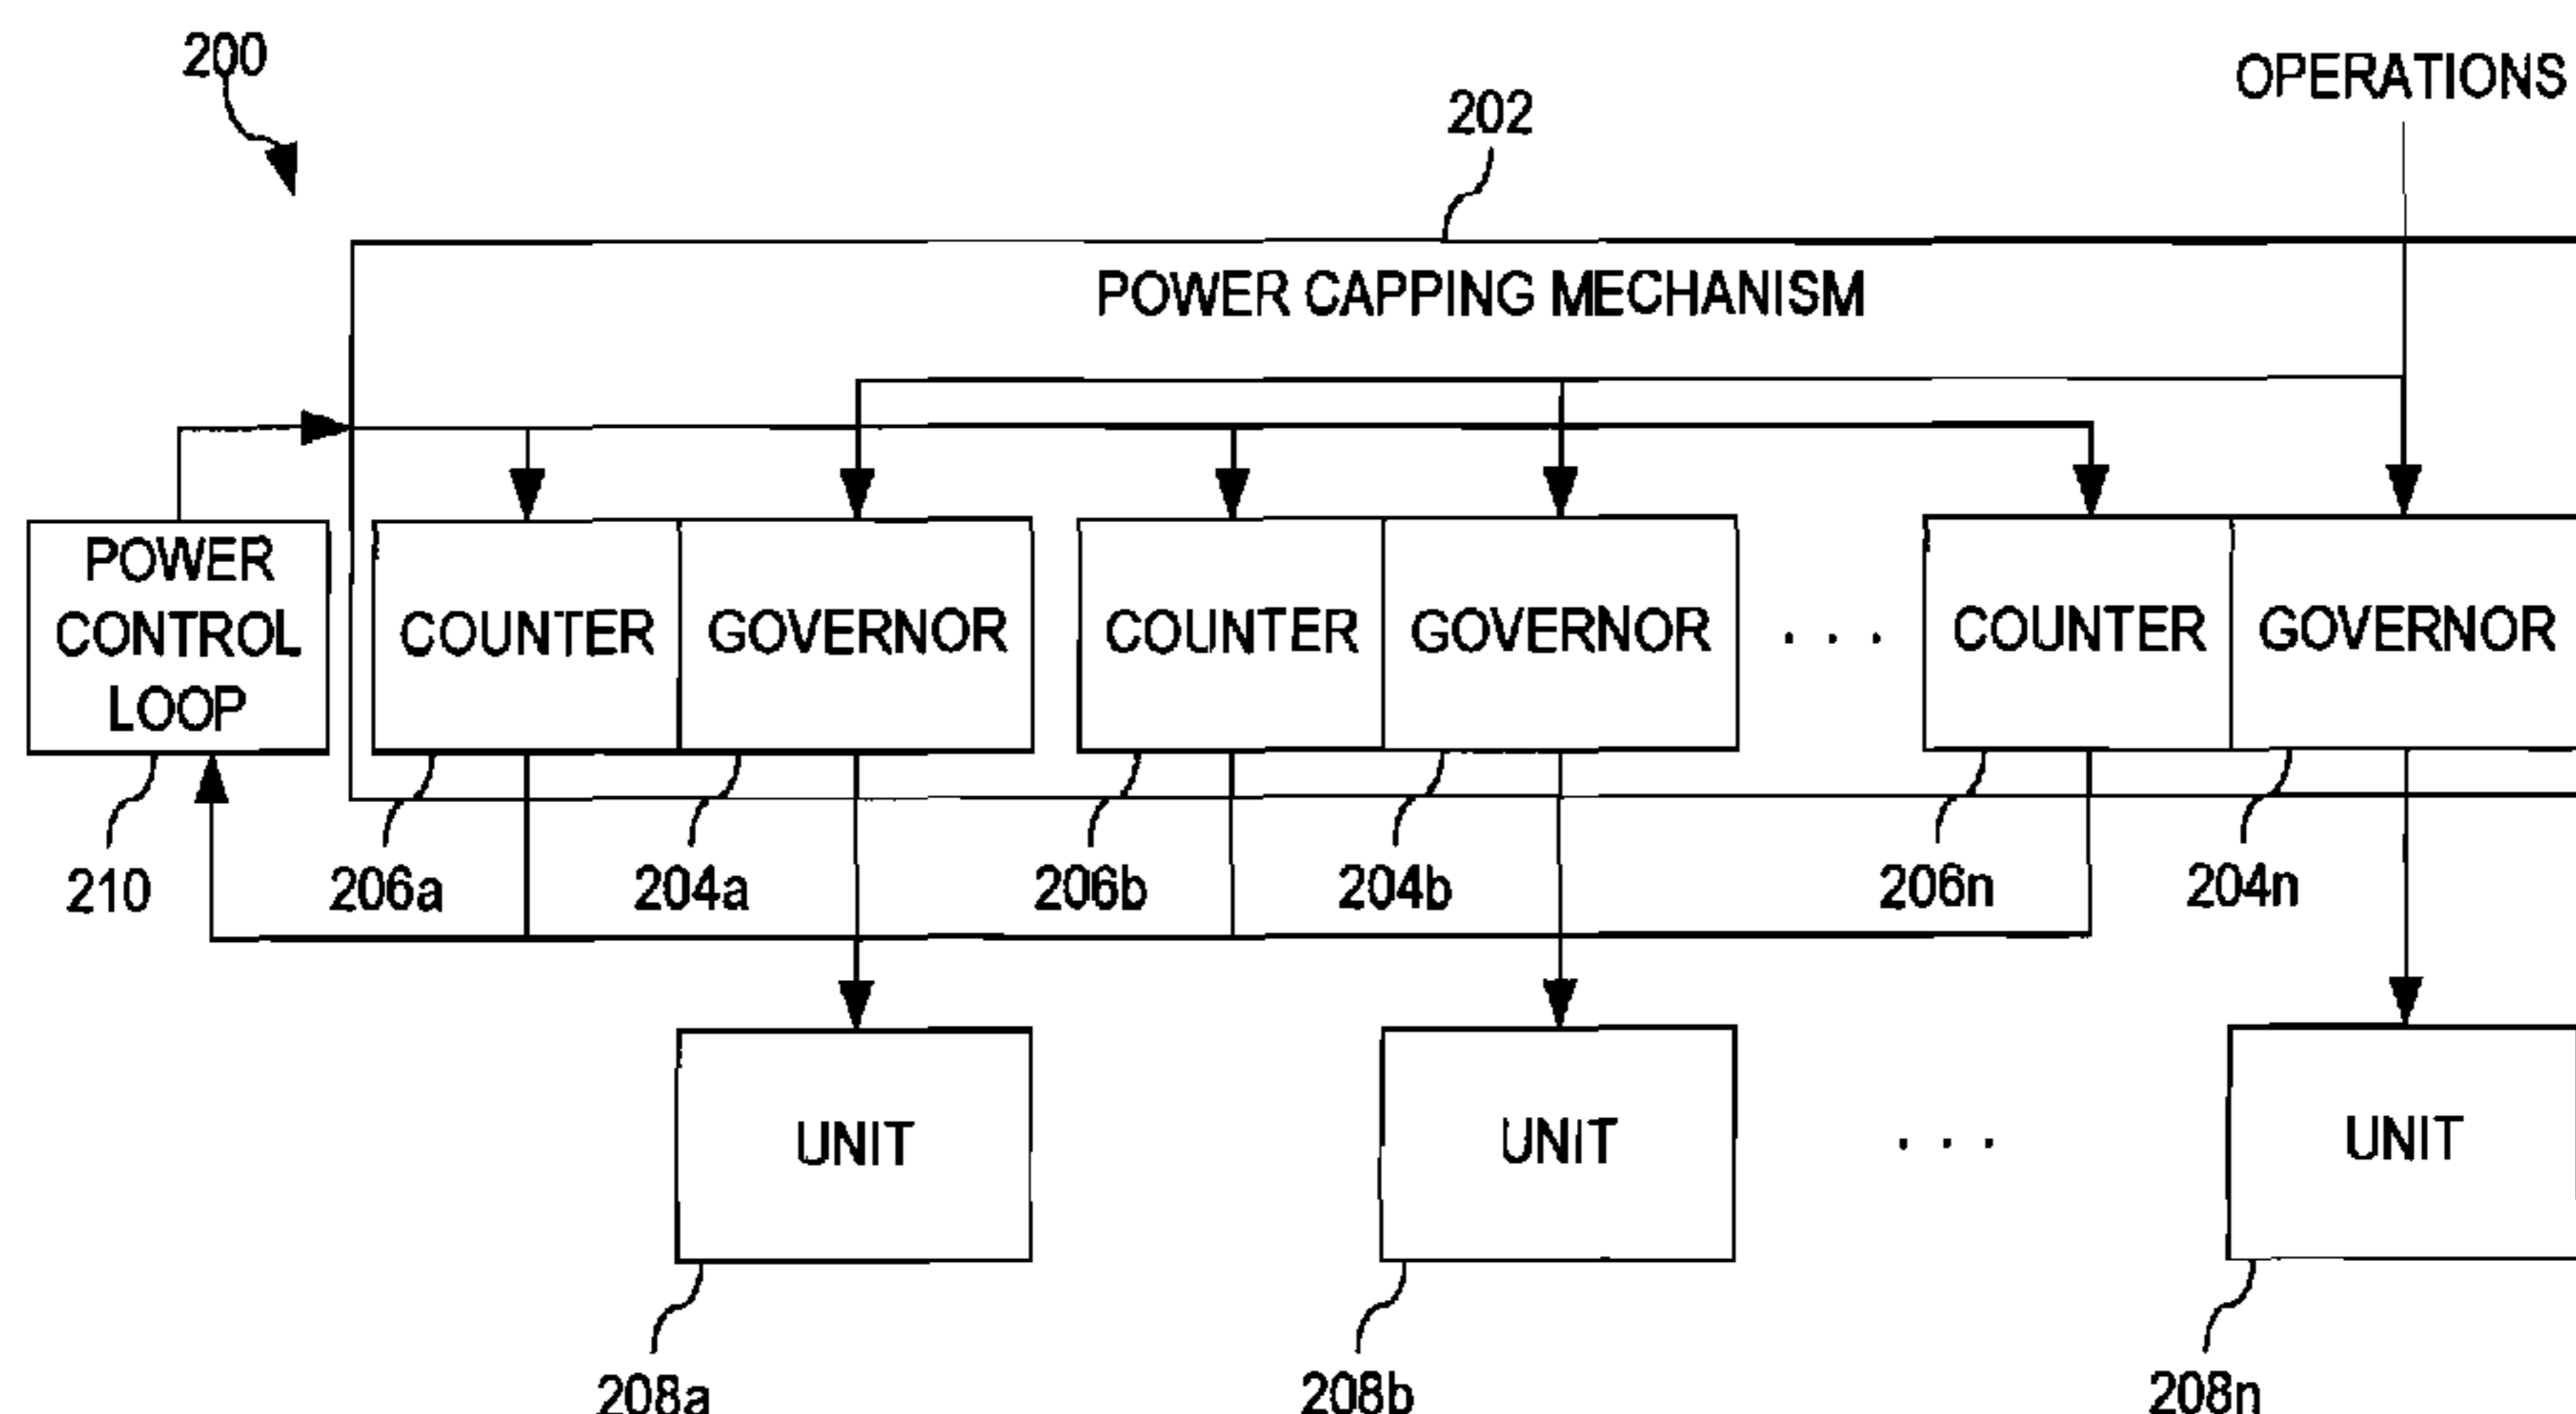 200
OPERATIONS
202
POWER CAPPING MECHANISM
POWER
CONTROL
LOOP
COUNTER
GOVERNOR
COUNTER
GOVERNOR
. . .
COUNTER
GOVERNOR
210
206a
204a
206b
204b
206n
204n
UNIT
UNIT
. . .
UNIT
208a
208b
208n